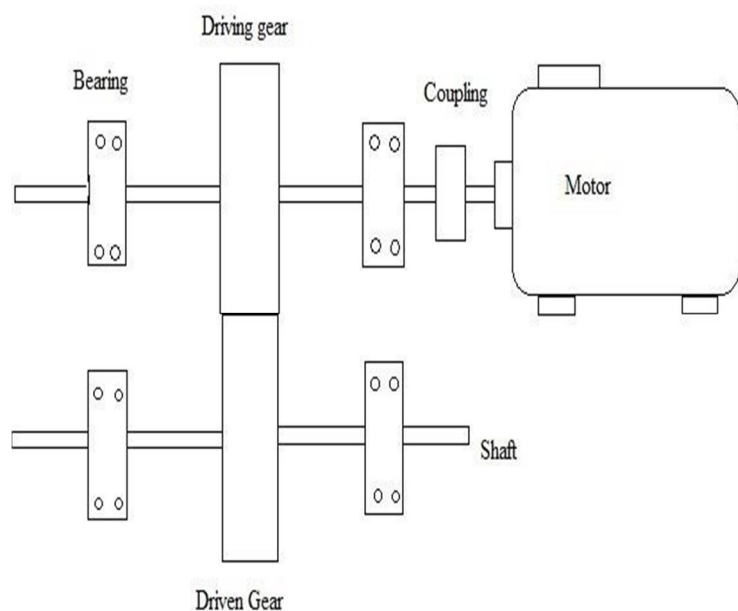 Driving gear
Bearing
Coupling
Motor
Shaft
Driven Gear